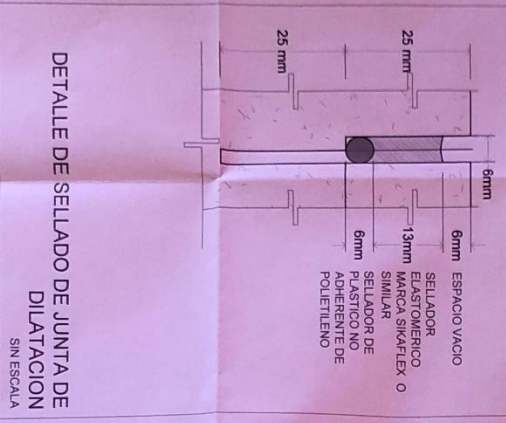 25 mm
25 mm
6mm
6mm
13mm
6mm
ESPACIO VACIO
SELLADOR
ELASTOMERICO
MARCA SIKAFLEX O
SIMILAR
SELLADOR DE
PLASTICO NO
ADHERENTE DE
POLIETILENO
DETALLE DE SELLADO DE JUNTA DE
DILATACION
SIN ESCALA